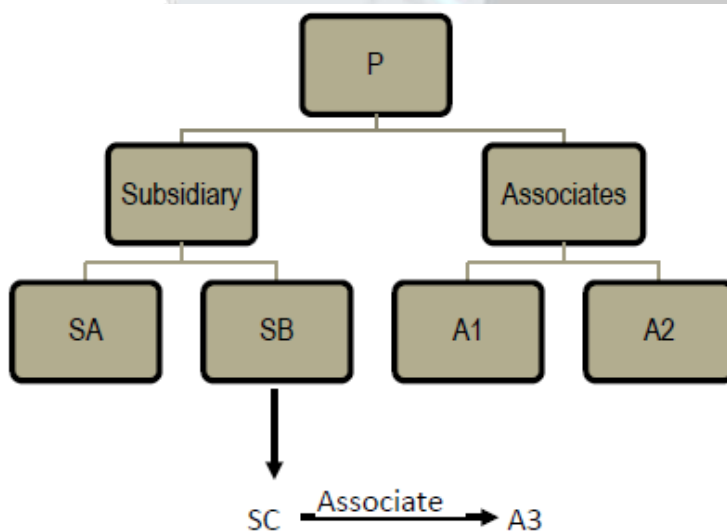 P
Subsidiary
Associates
SA
SB
A1
A2
SC
Associate
A3